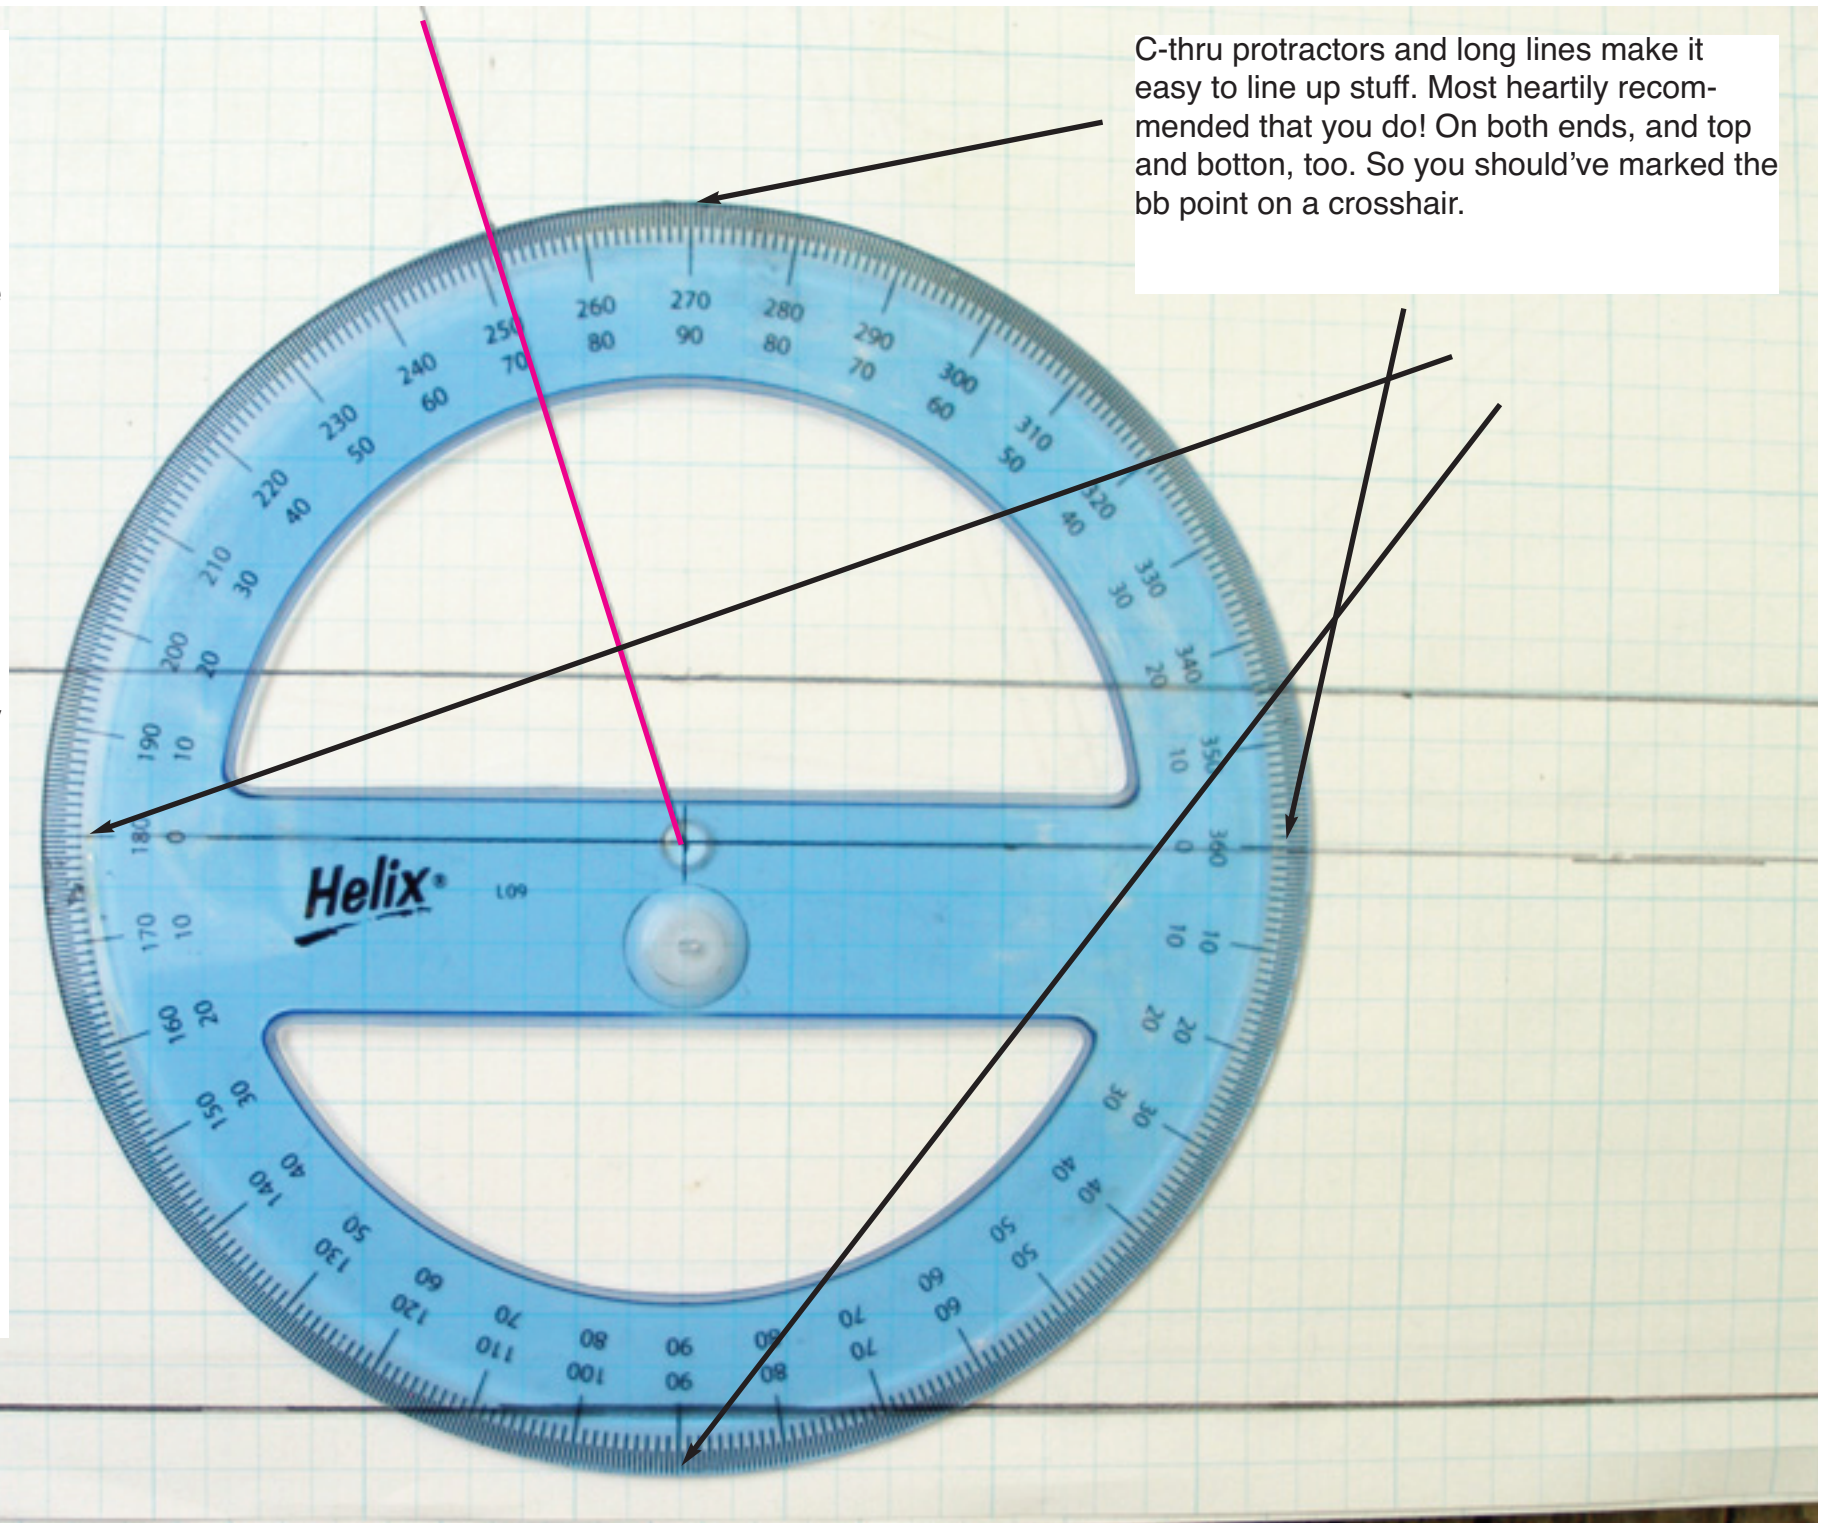 C-thru protractors and long lines make it
easy to line up stuff. Most heartily recom-
mended that you do! On both ends, and top
and botton, too. So you should’ve marked the
bb point on a crosshair.
180 190 200 210 220 230 240 250 260 270 280 290 300 310 320 330 340 350 360
0 10 20 30 40 50 60 70 80 90 80 70 60 50 40 30 20 10 0
Helix®
10 20 30 40 50 60 70 80 90 100 110 120 130 140 150 160 170
10 20 30 40 50 60 70 80 90 80 70 60 50 40 30 20 10